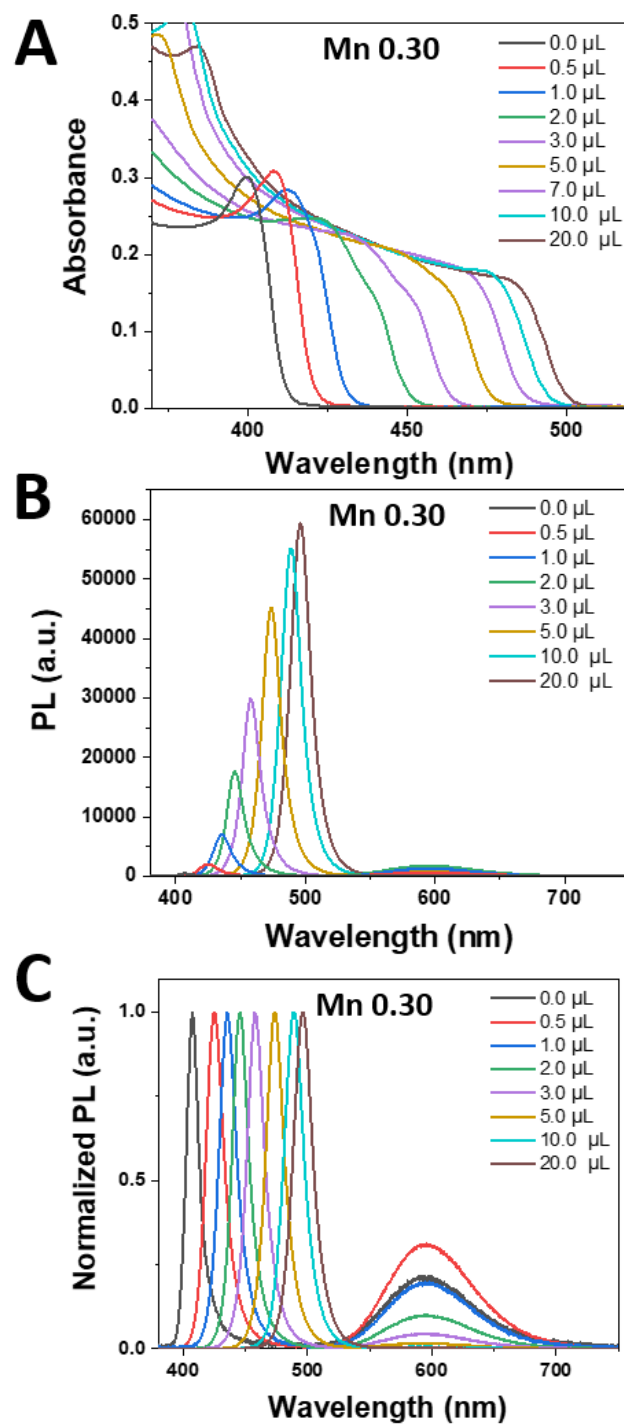 A
Mn 0.30
0.0 µL
0.5 µL
1.0 µL
2.0 µL
3.0 µL
5.0 µL
7.0 µL
10.0 µL
20.0 µL
0.5
0.4
0.3
0.2
0.1
0.0
Absorbance
400
450
500
Wavelength (nm)
B
Mn 0.30
0.0 µL
0.5 µL
1.0 µL
2.0 µL
3.0 µL
5.0 µL
10.0 µL
20.0 µL
60000
50000
40000
30000
20000
10000
0
PL (a.u.)
400
500
600
700
Wavelength (nm)
C
Mn 0.30
0.0 µL
0.5 µL
1.0 µL
2.0 µL
3.0 µL
5.0 µL
10.0 µL
20.0 µL
1.0
0.5
0.0
Normalized PL (a.u.)
400
500
600
700
Wavelength (nm)